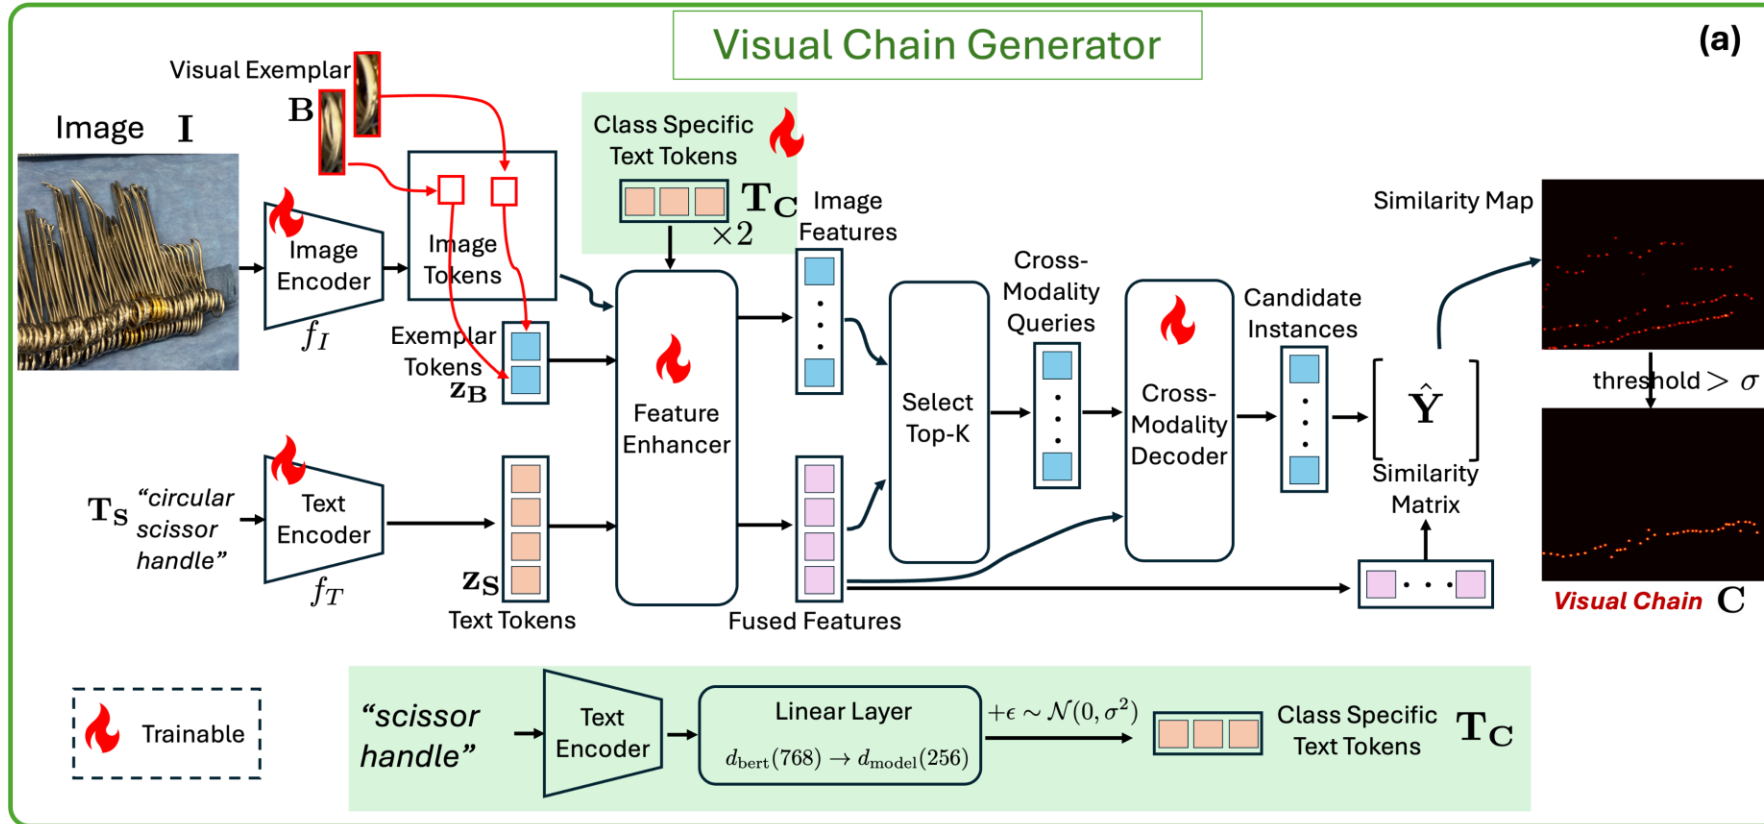 Visual Chain Generator
(a)
Visual Exemplar
B
Image I
Image
Encoder
f_I
Image
Tokens
Exemplar
Tokens
z_B
Class Specific
Text Tokens
T_C
×2
Feature
Enhancer
Image
Features
Select
Top-K
Cross-
Modality
Queries
Cross-
Modality
Decoder
Candidate
Instances
Ŷ
Similarity
Matrix
Similarity Map
threshold > σ
Visual Chain C
T_S "circular
scissor
handle"
Text
Encoder
f_T
z_S
Text Tokens
Fused Features
Trainable
"scissor
handle"
Text
Encoder
Linear Layer
d_bert(768) → d_model(256)
+ϵ ∼ 𝒩(0, σ²)
Class Specific
Text Tokens
T_C